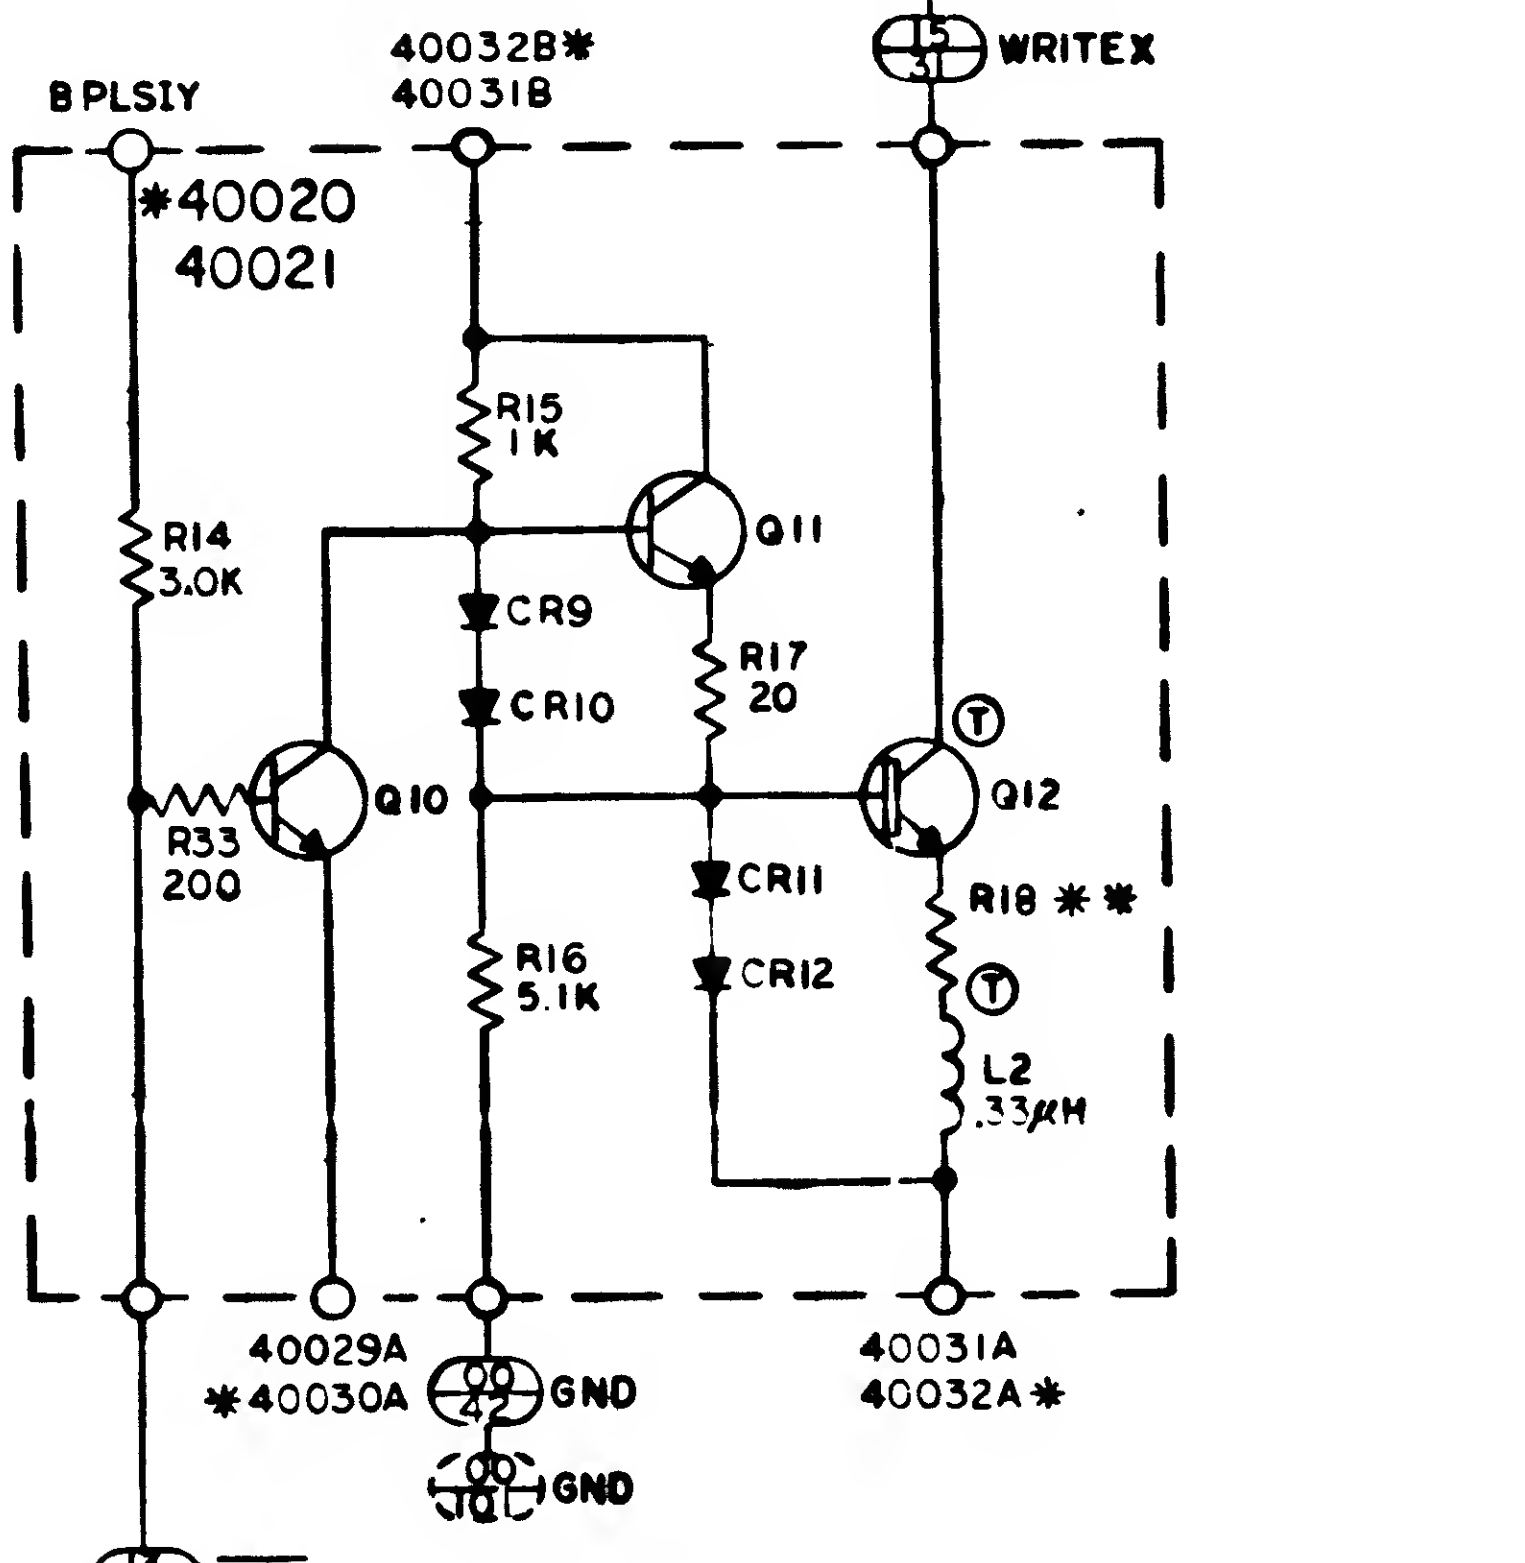 40032B*
15
31
WRITEX
BPLSIY
40031B
*40020
40021
R15
1K
Q11
R14
3.0K
CR9
R17
20
CR10
T
Q10
Q12
R33
200
CR11
R18 **
R16
5.1K
CR12
T
L2
.33μH
40029A
*40030A
00
42
GND
40031A
40032A*
00
GND